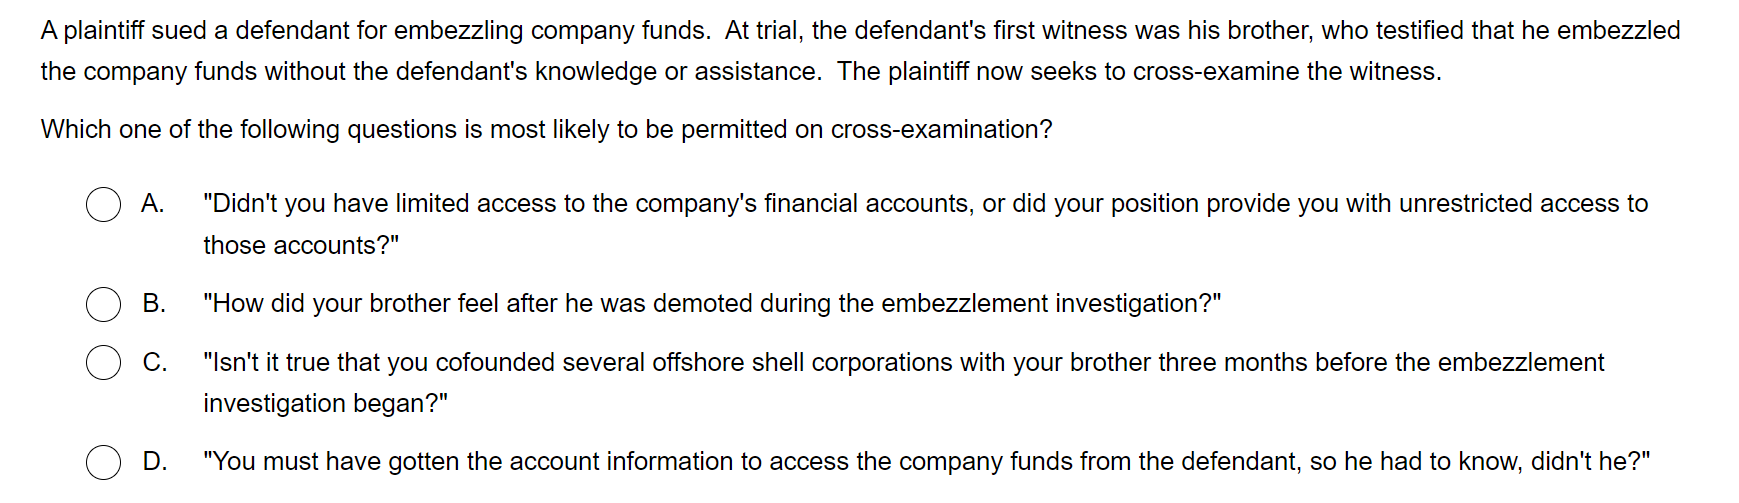 A plaintiff sued a defendant for embezzling company funds.  At trial, the defendant's first witness was his brother, who testified that he embezzled
the company funds without the defendant's knowledge or assistance.  The plaintiff now seeks to cross-examine the witness.
Which one of the following questions is most likely to be permitted on cross-examination?
A. "Didn't you have limited access to the company's financial accounts, or did your position provide you with unrestricted access to
those accounts?"
B. "How did your brother feel after he was demoted during the embezzlement investigation?"
C. "Isn't it true that you cofounded several offshore shell corporations with your brother three months before the embezzlement
investigation began?"
D. "You must have gotten the account information to access the company funds from the defendant, so he had to know, didn't he?"